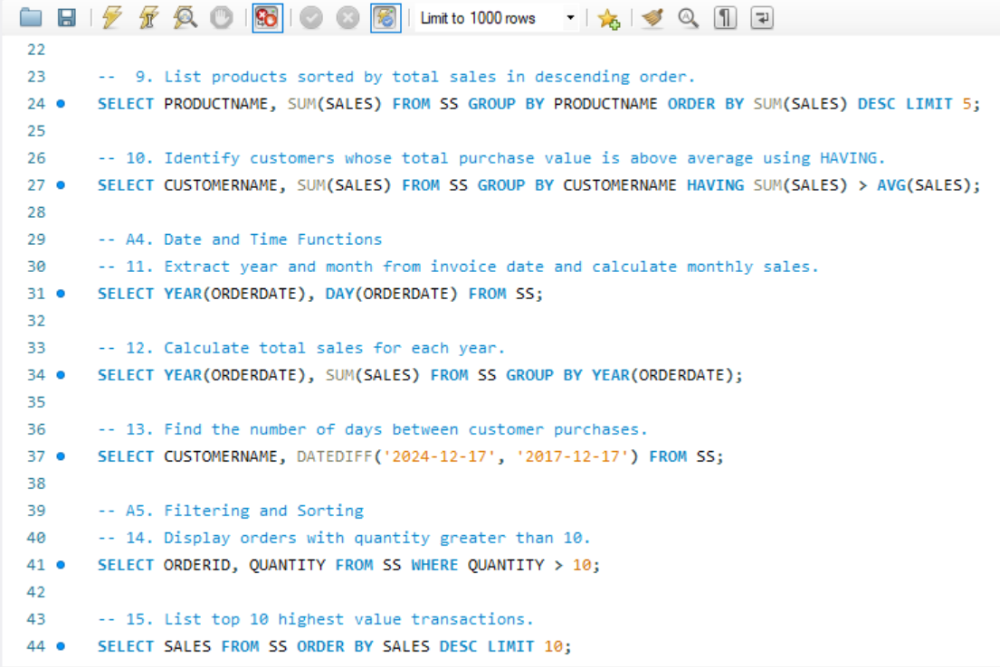 Limit to 1000 rows
22
23 --  9. List products sorted by total sales in descending order.
24 SELECT PRODUCTNAME, SUM(SALES) FROM SS GROUP BY PRODUCTNAME ORDER BY SUM(SALES) DESC LIMIT 5;
25
26 -- 10. Identify customers whose total purchase value is above average using HAVING.
27 SELECT CUSTOMERNAME, SUM(SALES) FROM SS GROUP BY CUSTOMERNAME HAVING SUM(SALES) > AVG(SALES);
28
29 -- A4. Date and Time Functions
30 -- 11. Extract year and month from invoice date and calculate monthly sales.
31 SELECT YEAR(ORDERDATE), DAY(ORDERDATE) FROM SS;
32
33 -- 12. Calculate total sales for each year.
34 SELECT YEAR(ORDERDATE), SUM(SALES) FROM SS GROUP BY YEAR(ORDERDATE);
35
36 -- 13. Find the number of days between customer purchases.
37 SELECT CUSTOMERNAME, DATEDIFF('2024-12-17', '2017-12-17') FROM SS;
38
39 -- A5. Filtering and Sorting
40 -- 14. Display orders with quantity greater than 10.
41 SELECT ORDERID, QUANTITY FROM SS WHERE QUANTITY > 10;
42
43 -- 15. List top 10 highest value transactions.
44 SELECT SALES FROM SS ORDER BY SALES DESC LIMIT 10;